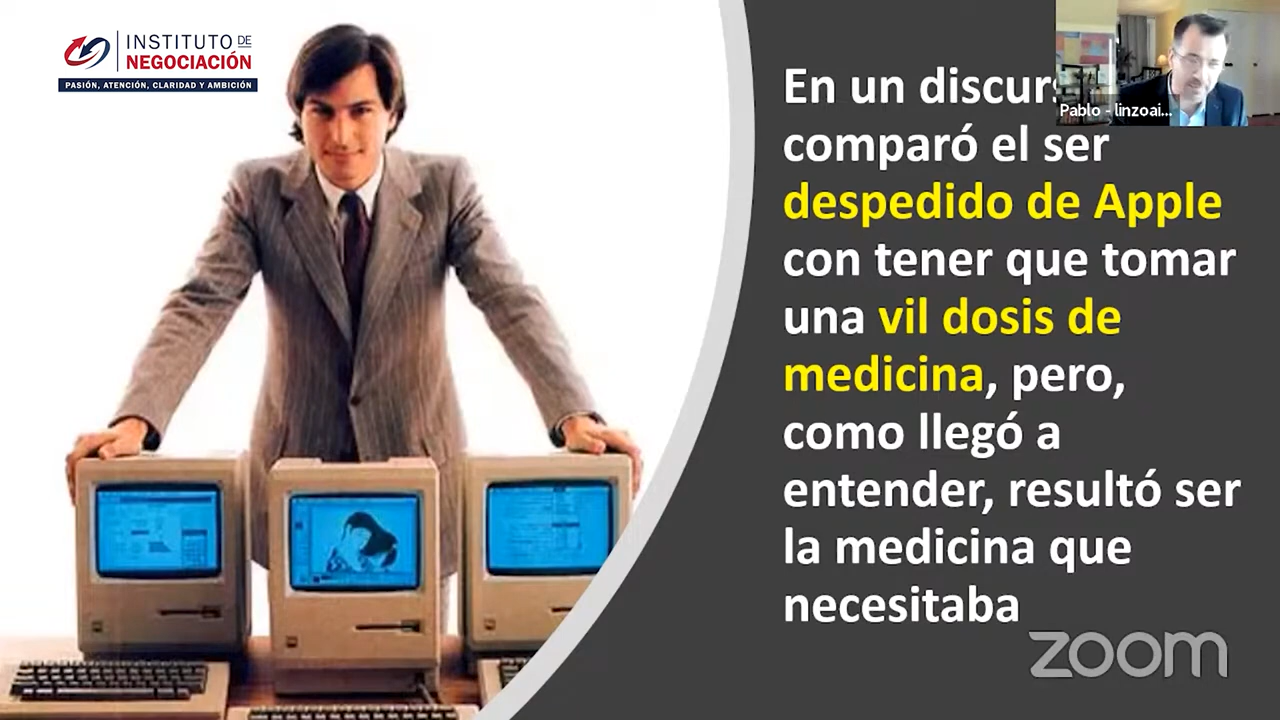 INSTITUTO DE
NEGOCIACIÓN
PASIÓN, ATENCIÓN, CLARIDAD Y AMBICIÓN
En un discurs
comparó el ser
despedido de Apple
con tener que tomar
una vil dosis de
medicina, pero,
como llegó a
entender, resultó ser
la medicina que
necesitaba
Pablo - linzoai...
zoom